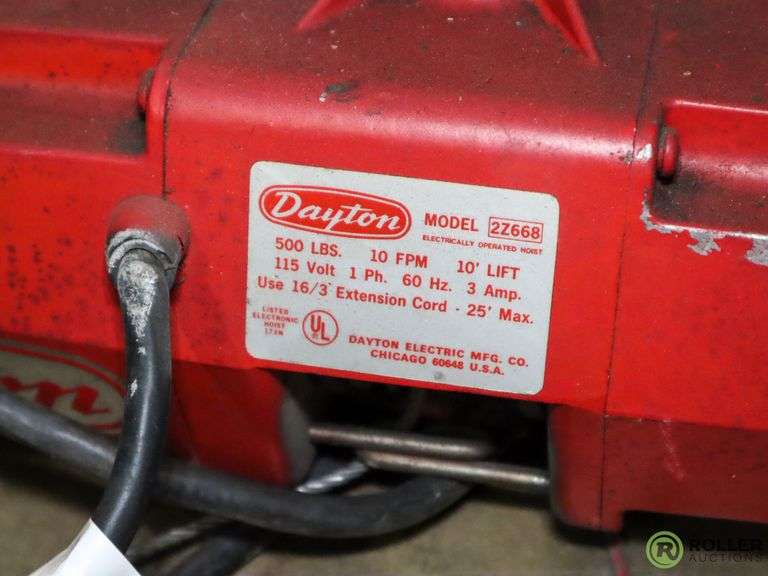 Dayton MODEL 2Z668
ELECTRICALLY OPERATED HOIST
500 LBS. 10 FPM 10' LIFT
115 Volt 1 Ph. 60 Hz. 3 Amp.
Use 16/3 Extension Cord - 25' Max.
LISTED
ELECTRONIC
HOIST
UL
DAYTON ELECTRIC MFG. CO.
CHICAGO 60648 U.S.A.
on
R
ROLLER
AUCTIONS